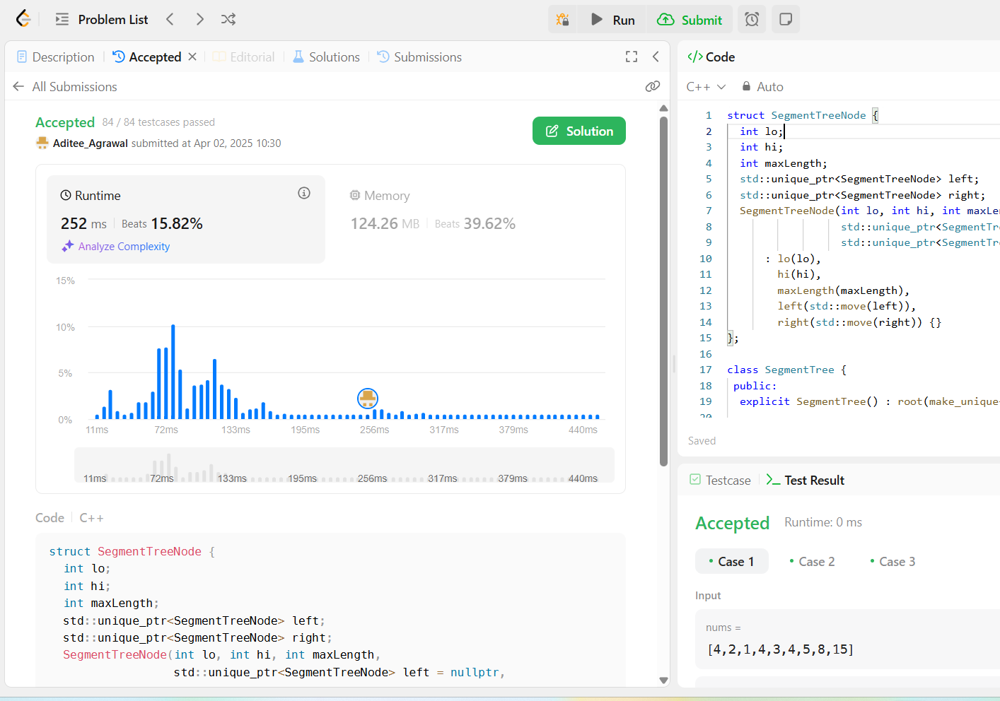 Problem List
Run
Submit
Description
Accepted
Editorial
Solutions
Submissions
All Submissions
Accepted 84 / 84 testcases passed
Aditee_Agrawal submitted at Apr 02, 2025 10:30
Solution
Runtime
252 ms Beats 15.82%
Analyze Complexity
Memory
124.26 MB Beats 39.62%
15%
10%
5%
0%
11ms 72ms 133ms 195ms 256ms 317ms 379ms 440ms
11ms 72ms 133ms 195ms 256ms 317ms 379ms 440ms
Code C++
struct SegmentTreeNode {
int lo;
int hi;
int maxLength;
std::unique_ptr<SegmentTreeNode> left;
std::unique_ptr<SegmentTreeNode> right;
SegmentTreeNode(int lo, int hi, int maxLength,
std::unique_ptr<SegmentTreeNode> left = nullptr,
</> Code
C++ Auto
1 struct SegmentTreeNode {
2 int lo;
3 int hi;
4 int maxLength;
5 std::unique_ptr<SegmentTreeNode> left;
6 std::unique_ptr<SegmentTreeNode> right;
7 SegmentTreeNode(int lo, int hi, int maxLe
8 std::unique_ptr<SegmentTr
9 std::unique_ptr<SegmentTr
10 : lo(lo),
11 hi(hi),
12 maxLength(maxLength),
13 left(std::move(left)),
14 right(std::move(right)) {}
15 };
16
17 class SegmentTree {
18 public:
19 explicit SegmentTree() : root(make_unique
20
Saved
Testcase
Test Result
Accepted Runtime: 0 ms
Case 1 Case 2 Case 3
Input
nums =
[4,2,1,4,3,4,5,8,15]